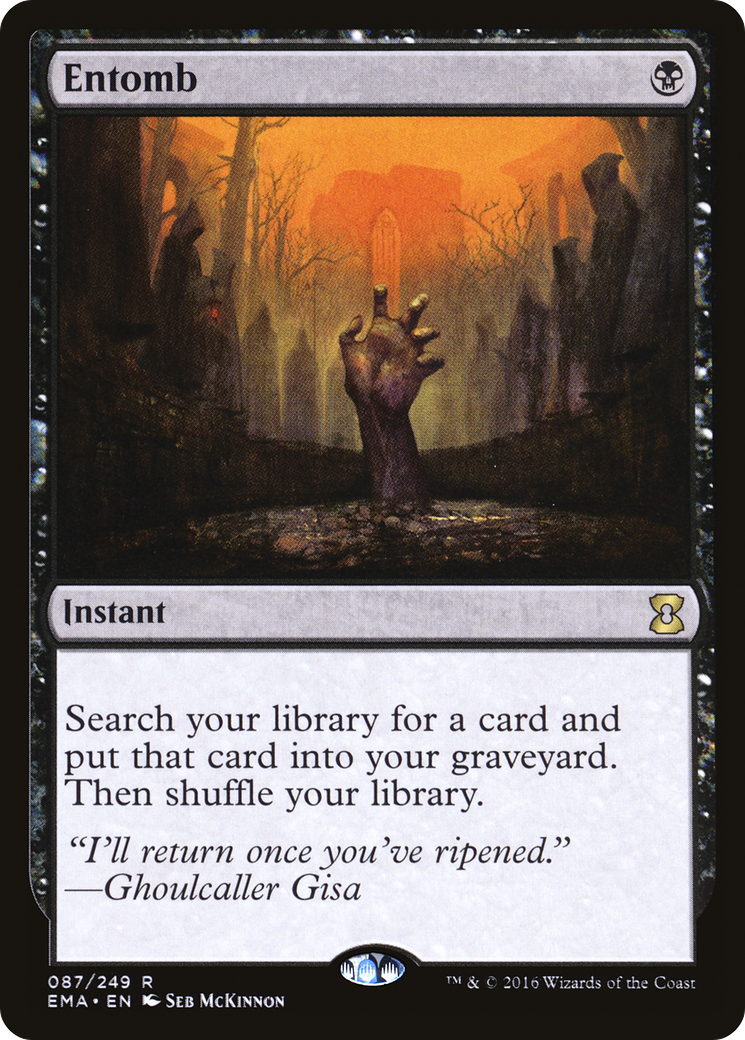 Entomb
Instant
Search your library for a card and
put that card into your graveyard.
Then shuffle your library.
“I’ll return once you’ve ripened.”
—Ghoulcaller Gisa
087/249 R
EMA • EN Seb McKinnon
™ & © 2016 Wizards of the Coast